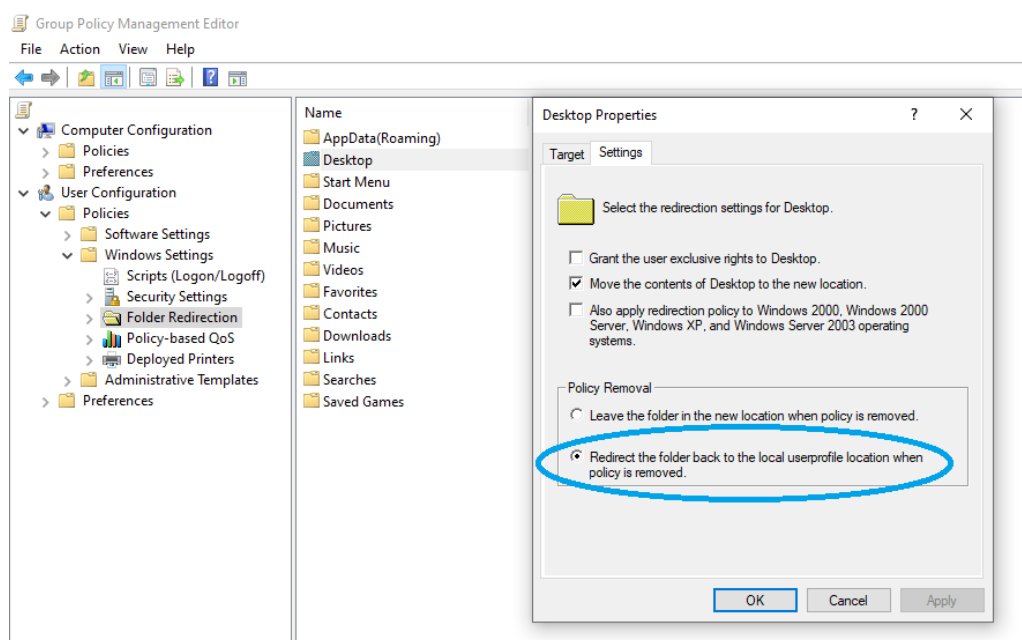 Group Policy Management Editor
File Action View Help
Computer Configuration
Policies
Preferences
User Configuration
Policies
Software Settings
Windows Settings
Scripts (Logon/Logoff)
Security Settings
Folder Redirection
Policy-based QoS
Deployed Printers
Administrative Templates
Preferences
Name
AppData(Roaming)
Desktop
Start Menu
Documents
Pictures
Music
Videos
Favorites
Contacts
Downloads
Links
Searches
Saved Games
Desktop Properties
Target Settings
Select the redirection settings for Desktop.
Grant the user exclusive rights to Desktop.
Move the contents of Desktop to the new location.
Also apply redirection policy to Windows 2000, Windows 2000
Server, Windows XP, and Windows Server 2003 operating
systems.
Policy Removal
Leave the folder in the new location when policy is removed.
Redirect the folder back to the local userprofile location when
policy is removed.
OK Cancel Apply